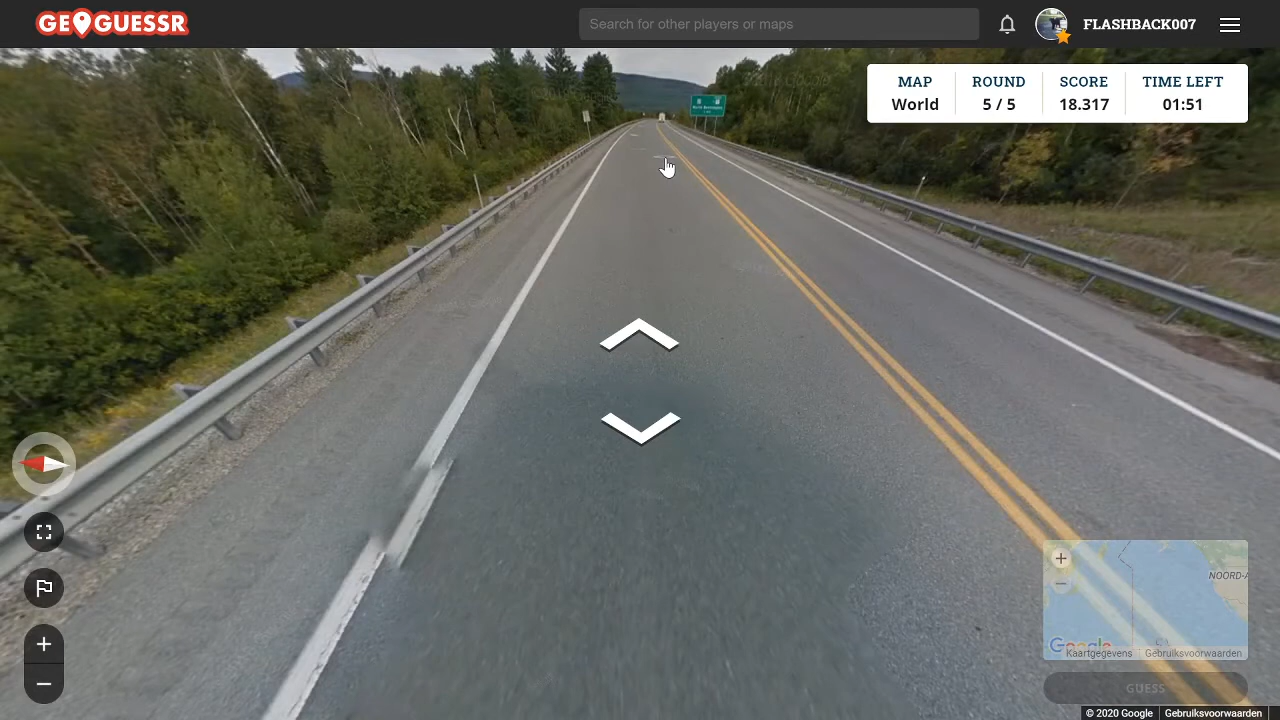 GEOGUESSR
Search for other players or maps
FLASHBACK007
MAP
World
ROUND
5 / 5
SCORE
18.317
TIME LEFT
01:51
NOORD-A
Google
Kaartgegevens
Gebruiksvoorwaarden
GUESS
© 2020 Google
Gebruiksvoorwaarden